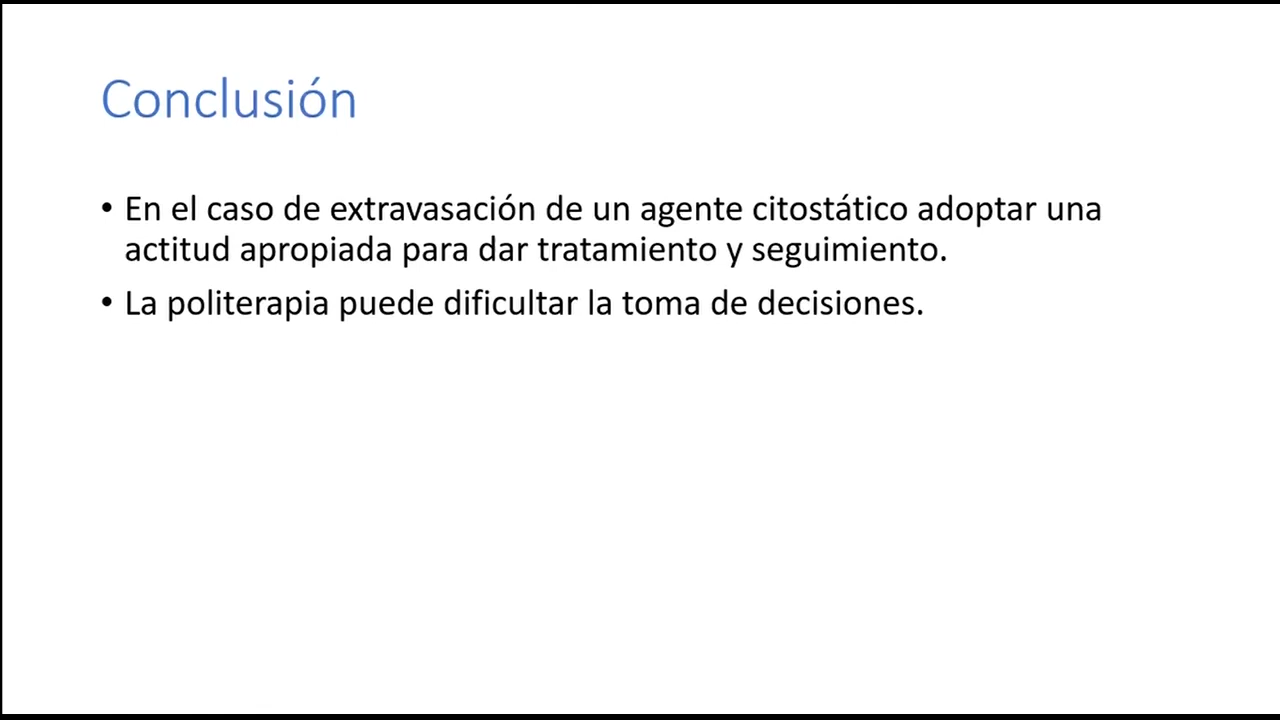 Conclusión
• En el caso de extravasación de un agente citostático adoptar una
actitud apropiada para dar tratamiento y seguimiento.
• La politerapia puede dificultar la toma de decisiones.